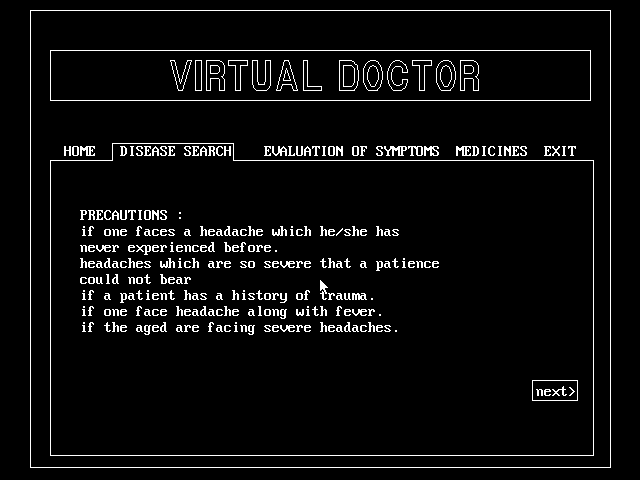 VIRTUAL DOCTOR
HOME DISEASE SEARCH EVALUATION OF SYMPTOMS MEDICINES EXIT
PRECAUTIONS :
if one faces a headache which he/she has
never experienced before.
headaches which are so severe that a patience
could not bear
if a patient has a history of trauma.
if one face headache along with fever.
if the aged are facing severe headaches.
next>